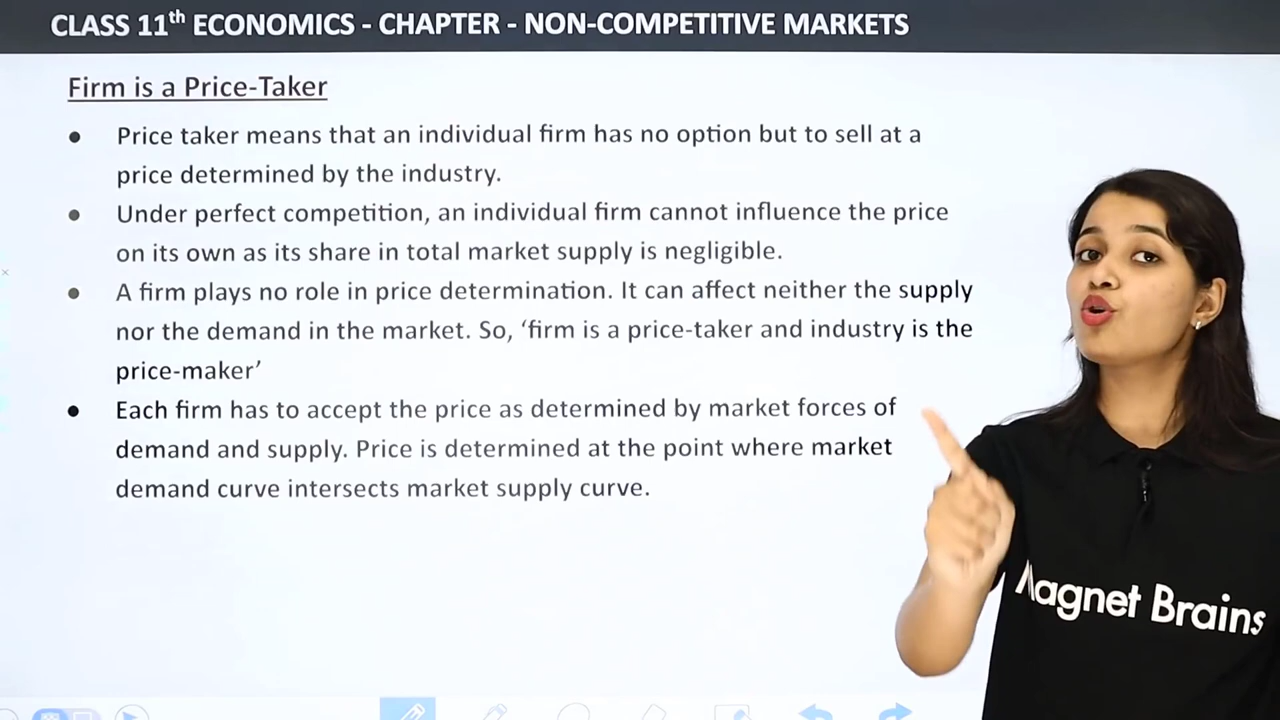 CLASS 11th ECONOMICS - CHAPTER - NON-COMPETITIVE MARKETS
Firm is a Price-Taker
● Price taker means that an individual firm has no option but to sell at a
price determined by the industry.
● Under perfect competition, an individual firm cannot influence the price
on its own as its share in total market supply is negligible.
● A firm plays no role in price determination. It can affect neither the supply
nor the demand in the market. So, ‘firm is a price-taker and industry is the
price-maker’
● Each firm has to accept the price as determined by market forces of
demand and supply. Price is determined at the point where market
demand curve intersects market supply curve.
Magnet Brains